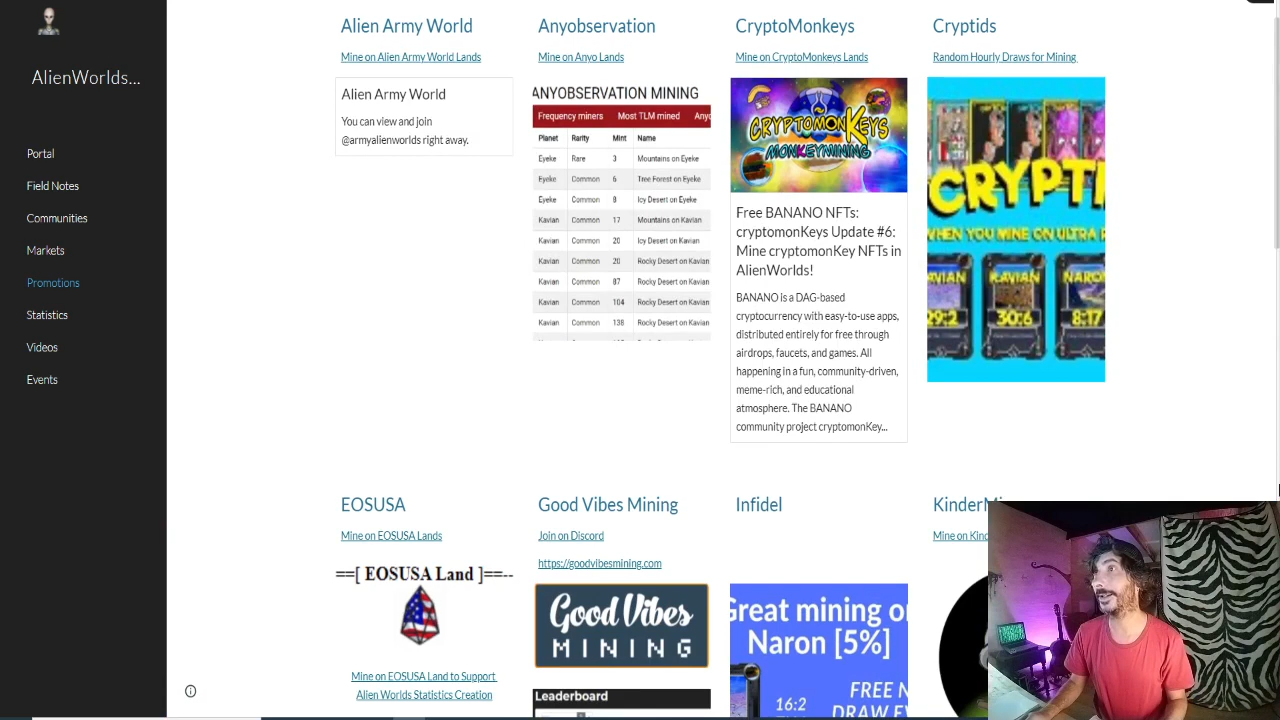 AlienWorlds...
Portal
Field Notes
Communities
Markets
Promotions
Statistics
Videos
Events
Alien Army World
Mine on Alien Army World Lands
Alien Army World
You can view and join
@armyalienworlds right away.
Anyobservation
Mine on Anyo Lands
ANYOBSERVATION MINING
Frequency miners Most TLM mined Anyo
Planet Rarity Mint Name
Eyeke Rare 3 Mountains on Eyeke
Eyeke Common 6 Tree Forest on Eyeke
Eyeke Common 8 Icy Desert on Eyeke
Kavian Common 17 Mountains on Kavian
Kavian Common 20 Icy Desert on Kavian
Kavian Common 20 Rocky Desert on Kavian
Kavian Common 87 Rocky Desert on Kavian
Kavian Common 104 Rocky Desert on Kavian
Kavian Common 138 Rocky Desert on Kavian
CryptoMonkeys
Mine on CryptoMonkeys Lands
CRYPTOMONKEYS
MONKEYMINING
Free BANANO NFTs:
cryptomonKeys Update #6:
Mine cryptomonKey NFTs in
AlienWorlds!
BANANO is a DAG-based
cryptocurrency with easy-to-use apps,
distributed entirely for free through
airdrops, faucets, and games. All
happening in a fun, community-driven,
meme-rich, and educational
atmosphere. The BANANO
community project cryptomonKey...
Cryptids
Random Hourly Draws for Mining
CRYPTI
WHEN YOU MINE ON ULTRA
KAVIAN
30:6
EOSUSA
Mine on EOSUSA Lands
==[ EOSUSA Land ]==--
Mine on EOSUSA Land to Support
Alien Worlds Statistics Creation
Good Vibes Mining
Join on Discord
https://goodvibesmining.com
Good Vibes
MINING
Leaderboard
Infidel
Great mining on
Naron [5%]
16:2
FREE N
DRAW EV
KinderMi
Mine on Kind